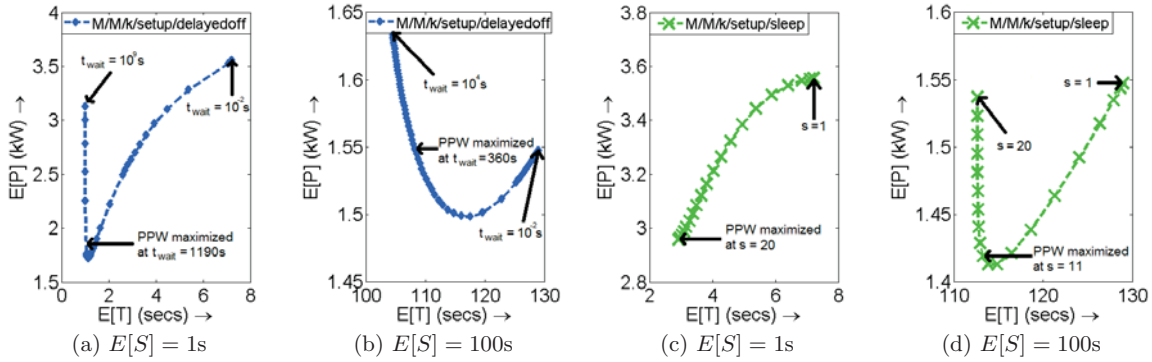 M/M/k/setup/delayedoff
4
3.5
3
2.5
2
1.5
E[P] (kW) →
t_wait = 10^9s
t_wait = 10^-2s
PPW maximized
at t_wait = 1190s
0 2 4 6 8
E[T] (secs) →
(a) E[S] = 1s
M/M/k/setup/delayedoff
1.65
1.6
1.55
1.5
1.45
E[P] (kW) →
t_wait = 10^4s
PPW maximized
at t_wait = 360s
t_wait = 10^-2s
100 110 120 130
E[T] (secs) →
(b) E[S] = 100s
M/M/k/setup/sleep
3.8
3.6
3.4
3.2
3
2.8
E[P] (kW) →
s = 1
PPW maximized
at s = 20
2 4 6 8
E[T] (secs) →
(c) E[S] = 1s
M/M/k/setup/sleep
1.6
1.55
1.5
1.45
1.4
E[P] (kW) →
s = 1
s = 20
PPW maximized
at s = 11
110 120 130
E[T] (secs) →
(d) E[S] = 100s